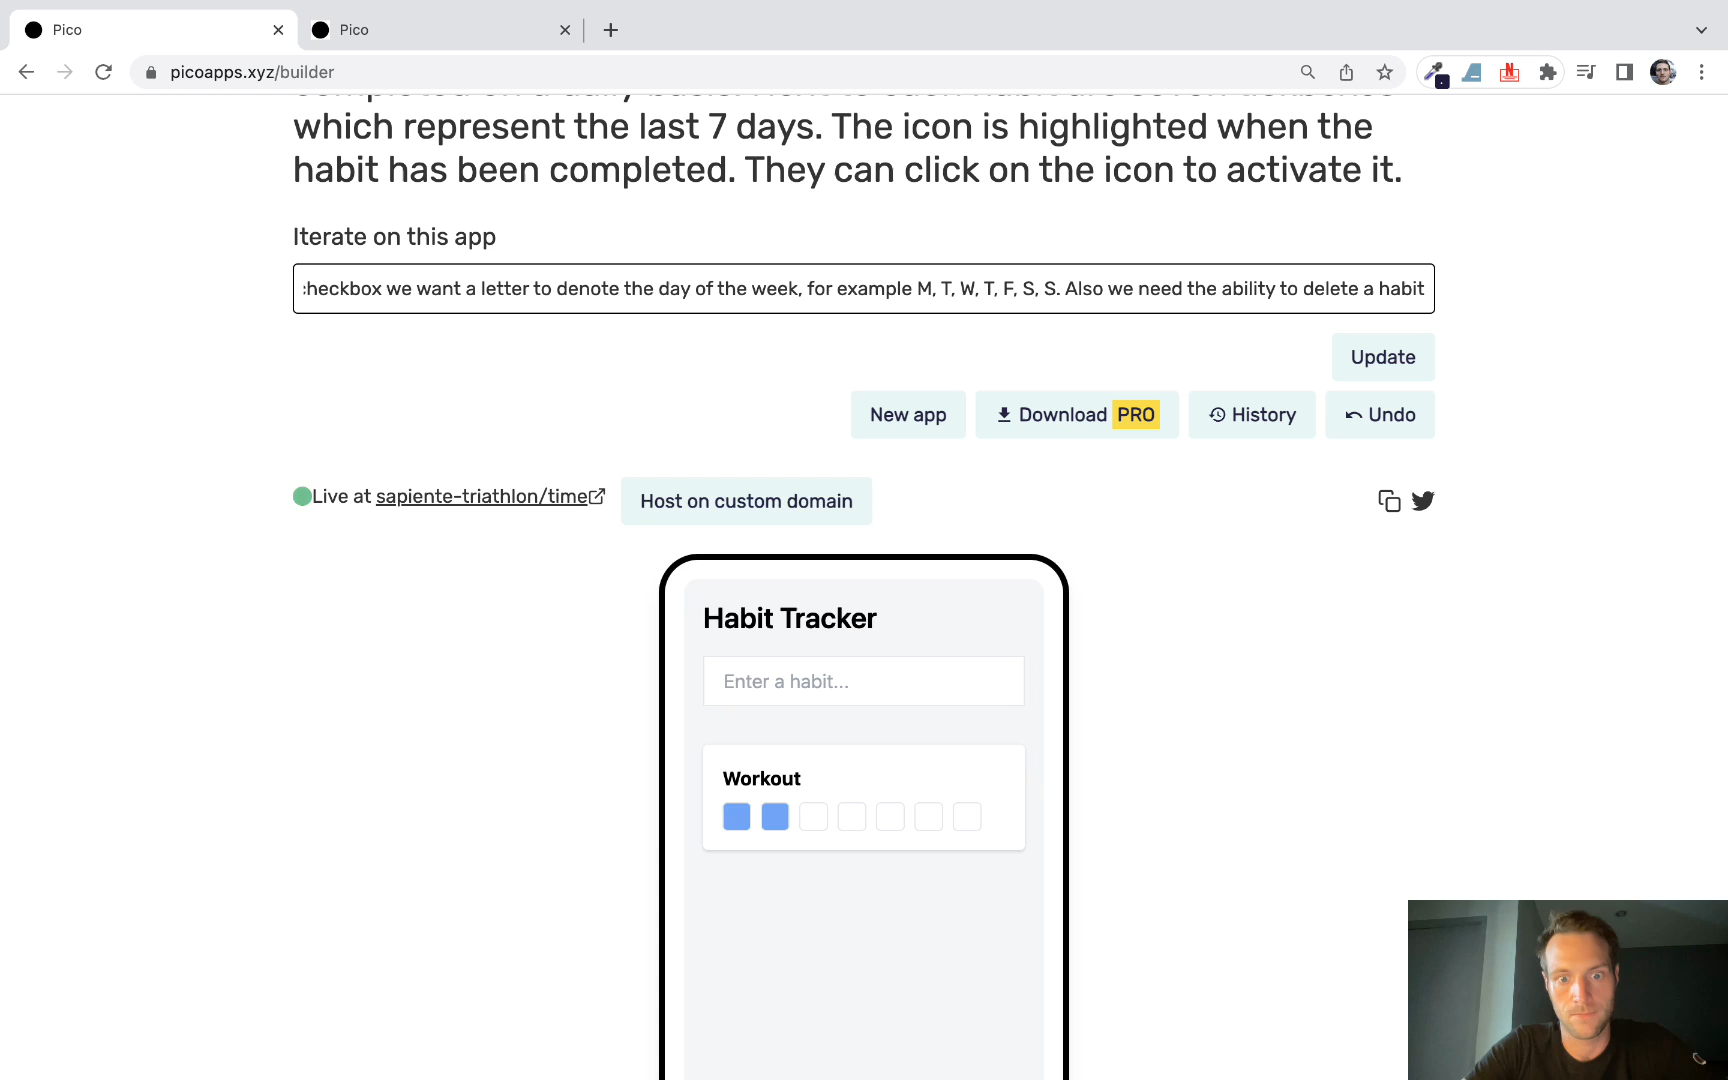 Pico
Pico
picoapps.xyz/builder
which represent the last 7 days. The icon is highlighted when the
habit has been completed. They can click on the icon to activate it.
Iterate on this app
checkbox we want a letter to denote the day of the week, for example M, T, W, T, F, S, S. Also we need the ability to delete a habit
Update
New app
Download PRO
History
Undo
Live at sapiente-triathlon/time
Host on custom domain
Habit Tracker
Enter a habit...
Workout